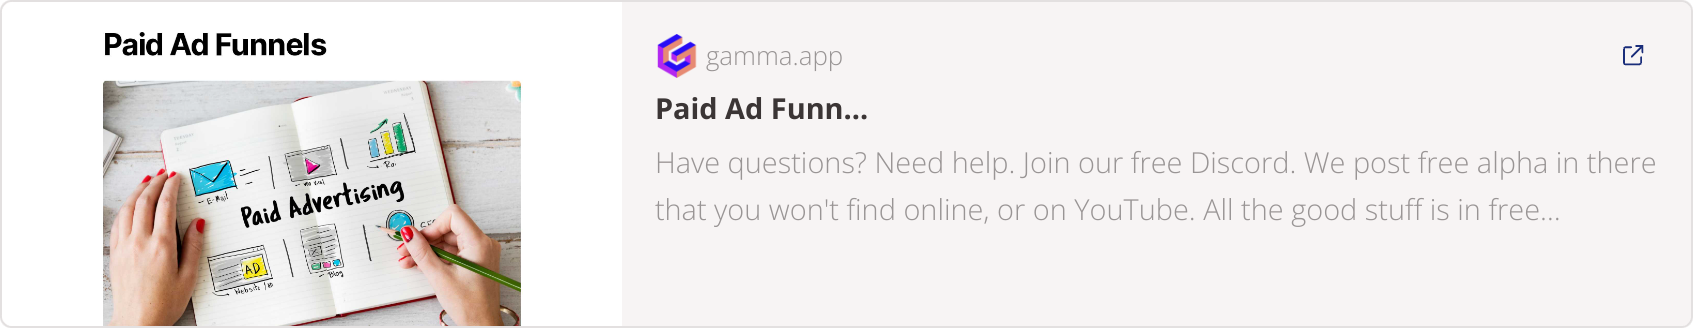 Paid Ad Funnels
E-Mail
Paid Advertising
AD
Blog
gamma.app
Paid Ad Funn...
Have questions? Need help. Join our free Discord. We post free alpha in there
that you won't find online, or on YouTube. All the good stuff is in free...